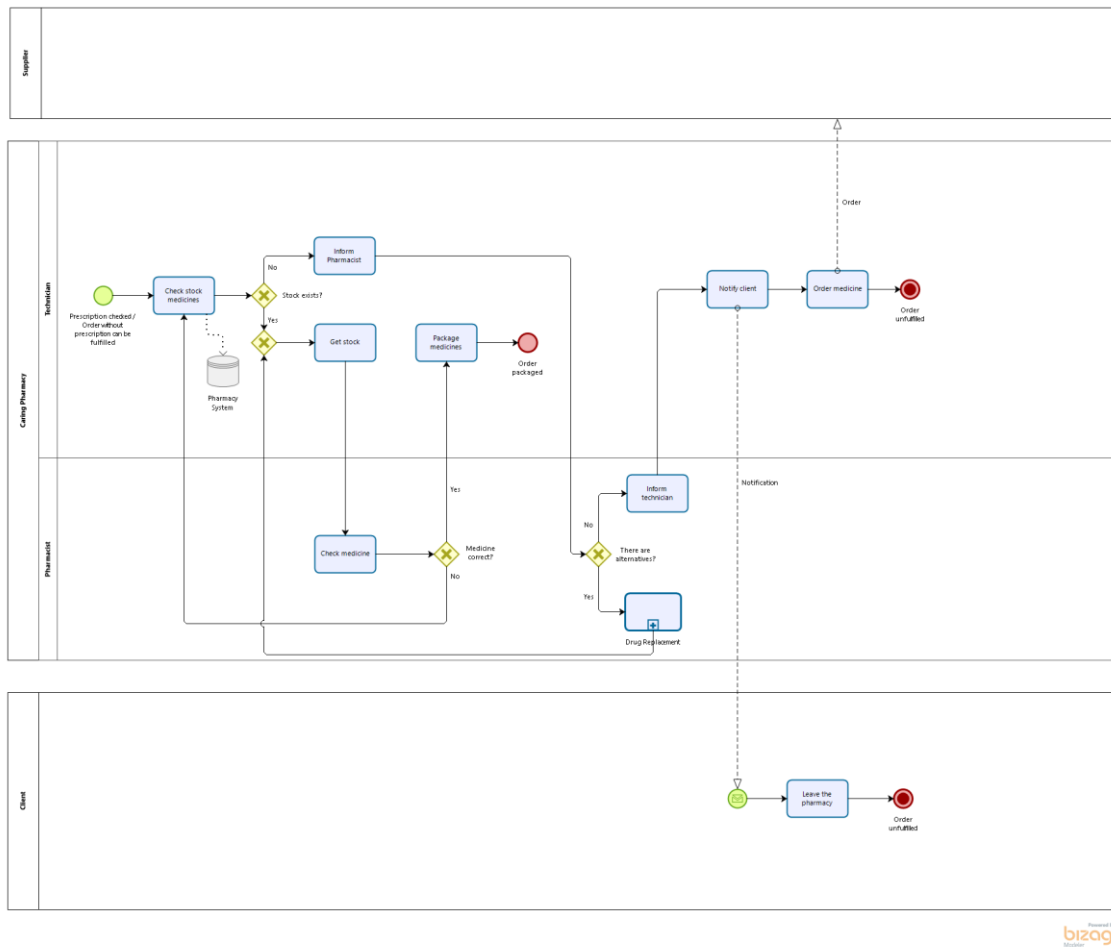 Supplier
Caring Pharmacy
Technician
Order
Inform
Pharmacist
No
Check stock
medicines
Stock exists?
Notify client
Order medicine
Prescription checked /
Order without
prescription can be
fulfilled
Yes
Get stock
Package
medicines
Order
unfulfilled
Order
packaged
Pharmacy
System
Pharmacist
Yes
Inform
technician
Notification
No
Check medicine
Medicine
correct?
There are
alternatives?
No
Yes
Drug Replacement
Client
Leave the
pharmacy
Order
unfulfilled
Powered
bizag
Modeler